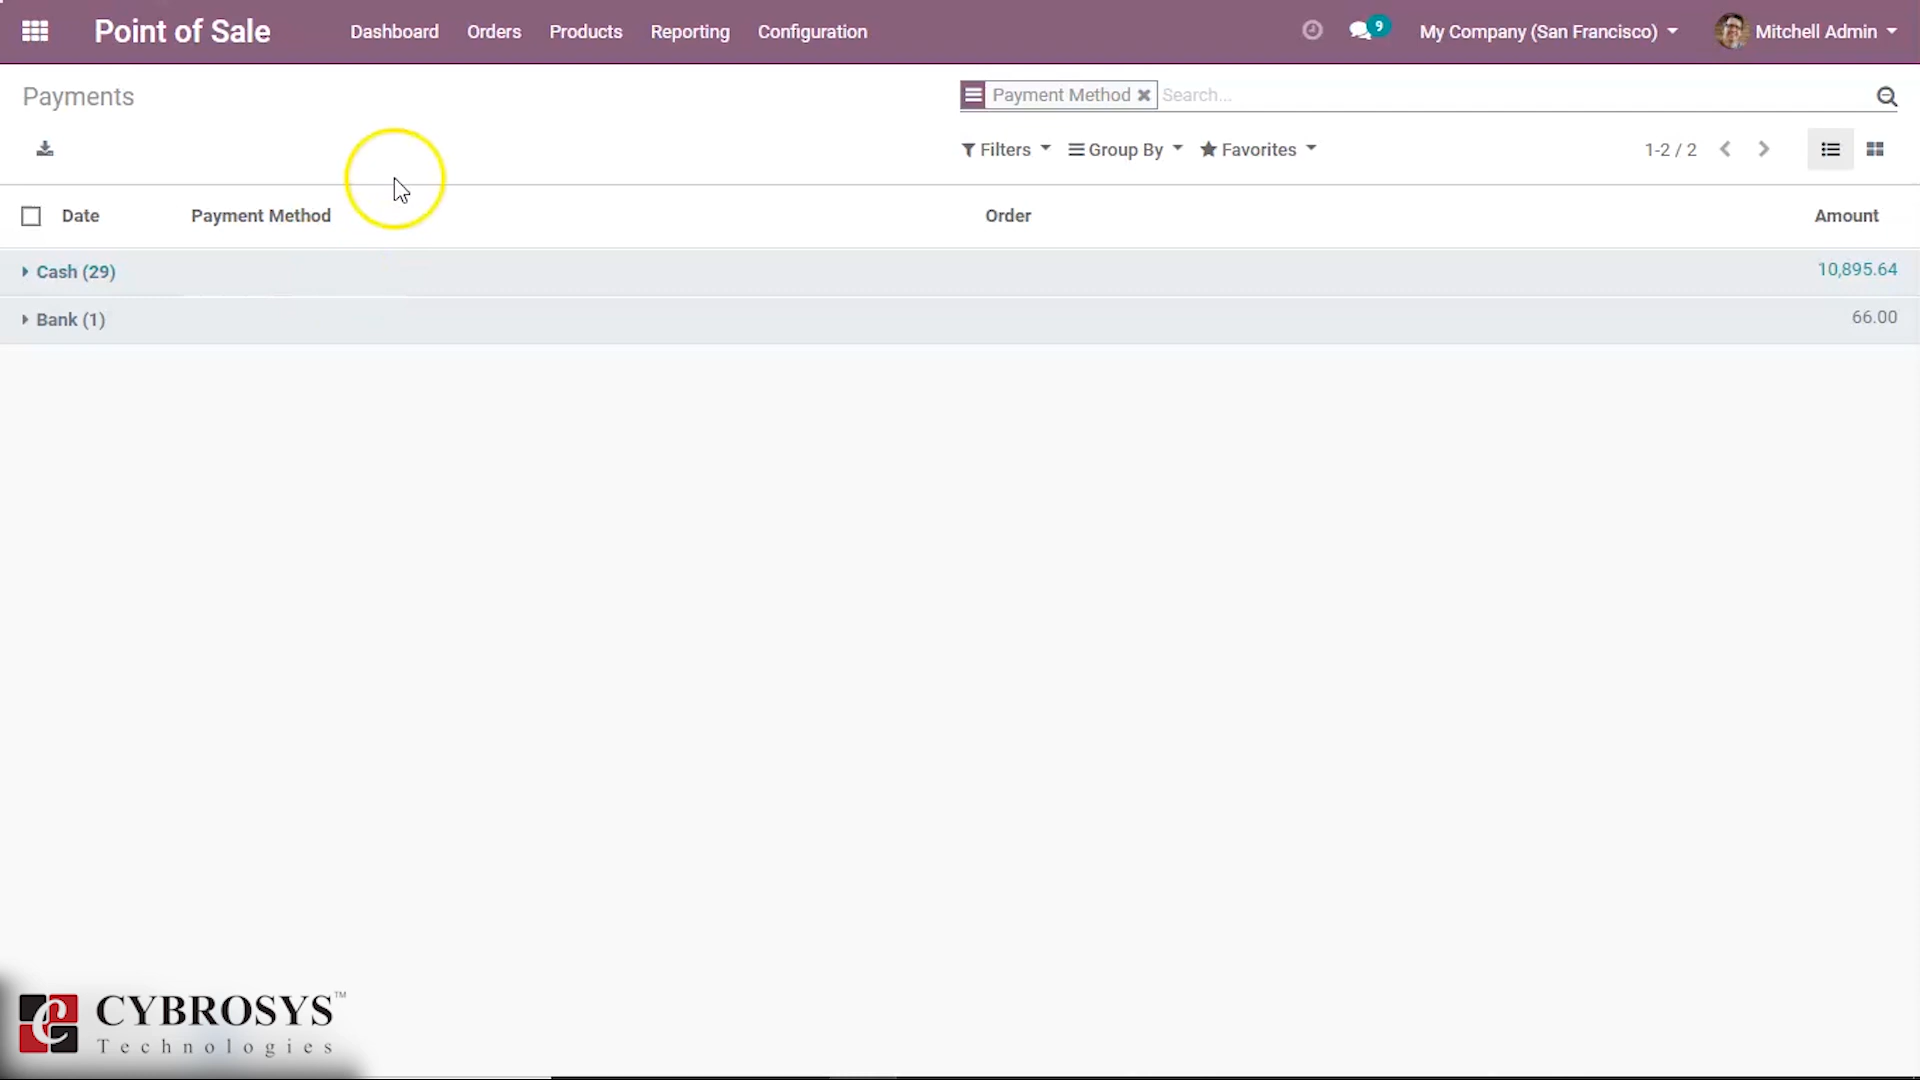 Point of Sale Dashboard Orders Products Reporting Configuration 9 My Company (San Francisco) Mitchell Admin
Payments Payment Method Search...
Filters Group By Favorites 1-2 / 2
Date Payment Method Order Amount
Cash (29) 10,895.64
Bank (1) 66.00
CYBROSYS™
Technologies